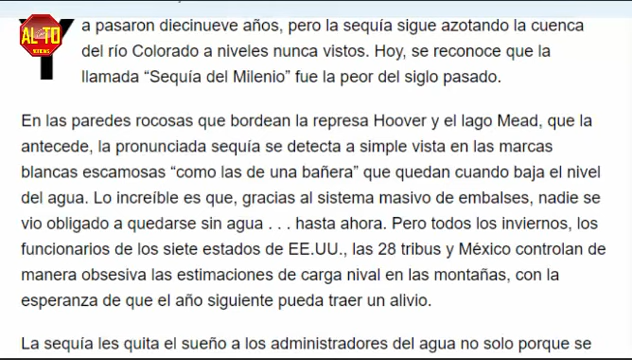 AL TO
Ya pasaron diecinueve años, pero la sequía sigue azotando la cuenca
del río Colorado a niveles nunca vistos. Hoy, se reconoce que la
llamada “Sequía del Milenio” fue la peor del siglo pasado.
En las paredes rocosas que bordean la represa Hoover y el lago Mead, que la
antecede, la pronunciada sequía se detecta a simple vista en las marcas
blancas escamosas “como las de una bañera” que quedan cuando baja el nivel
del agua. Lo increíble es que, gracias al sistema masivo de embalses, nadie se
vio obligado a quedarse sin agua . . . hasta ahora. Pero todos los inviernos, los
funcionarios de los siete estados de EE.UU., las 28 tribus y México controlan de
manera obsesiva las estimaciones de carga nival en las montañas, con la
esperanza de que el año siguiente pueda traer un alivio.
La sequía les quita el sueño a los administradores del agua no solo porque se